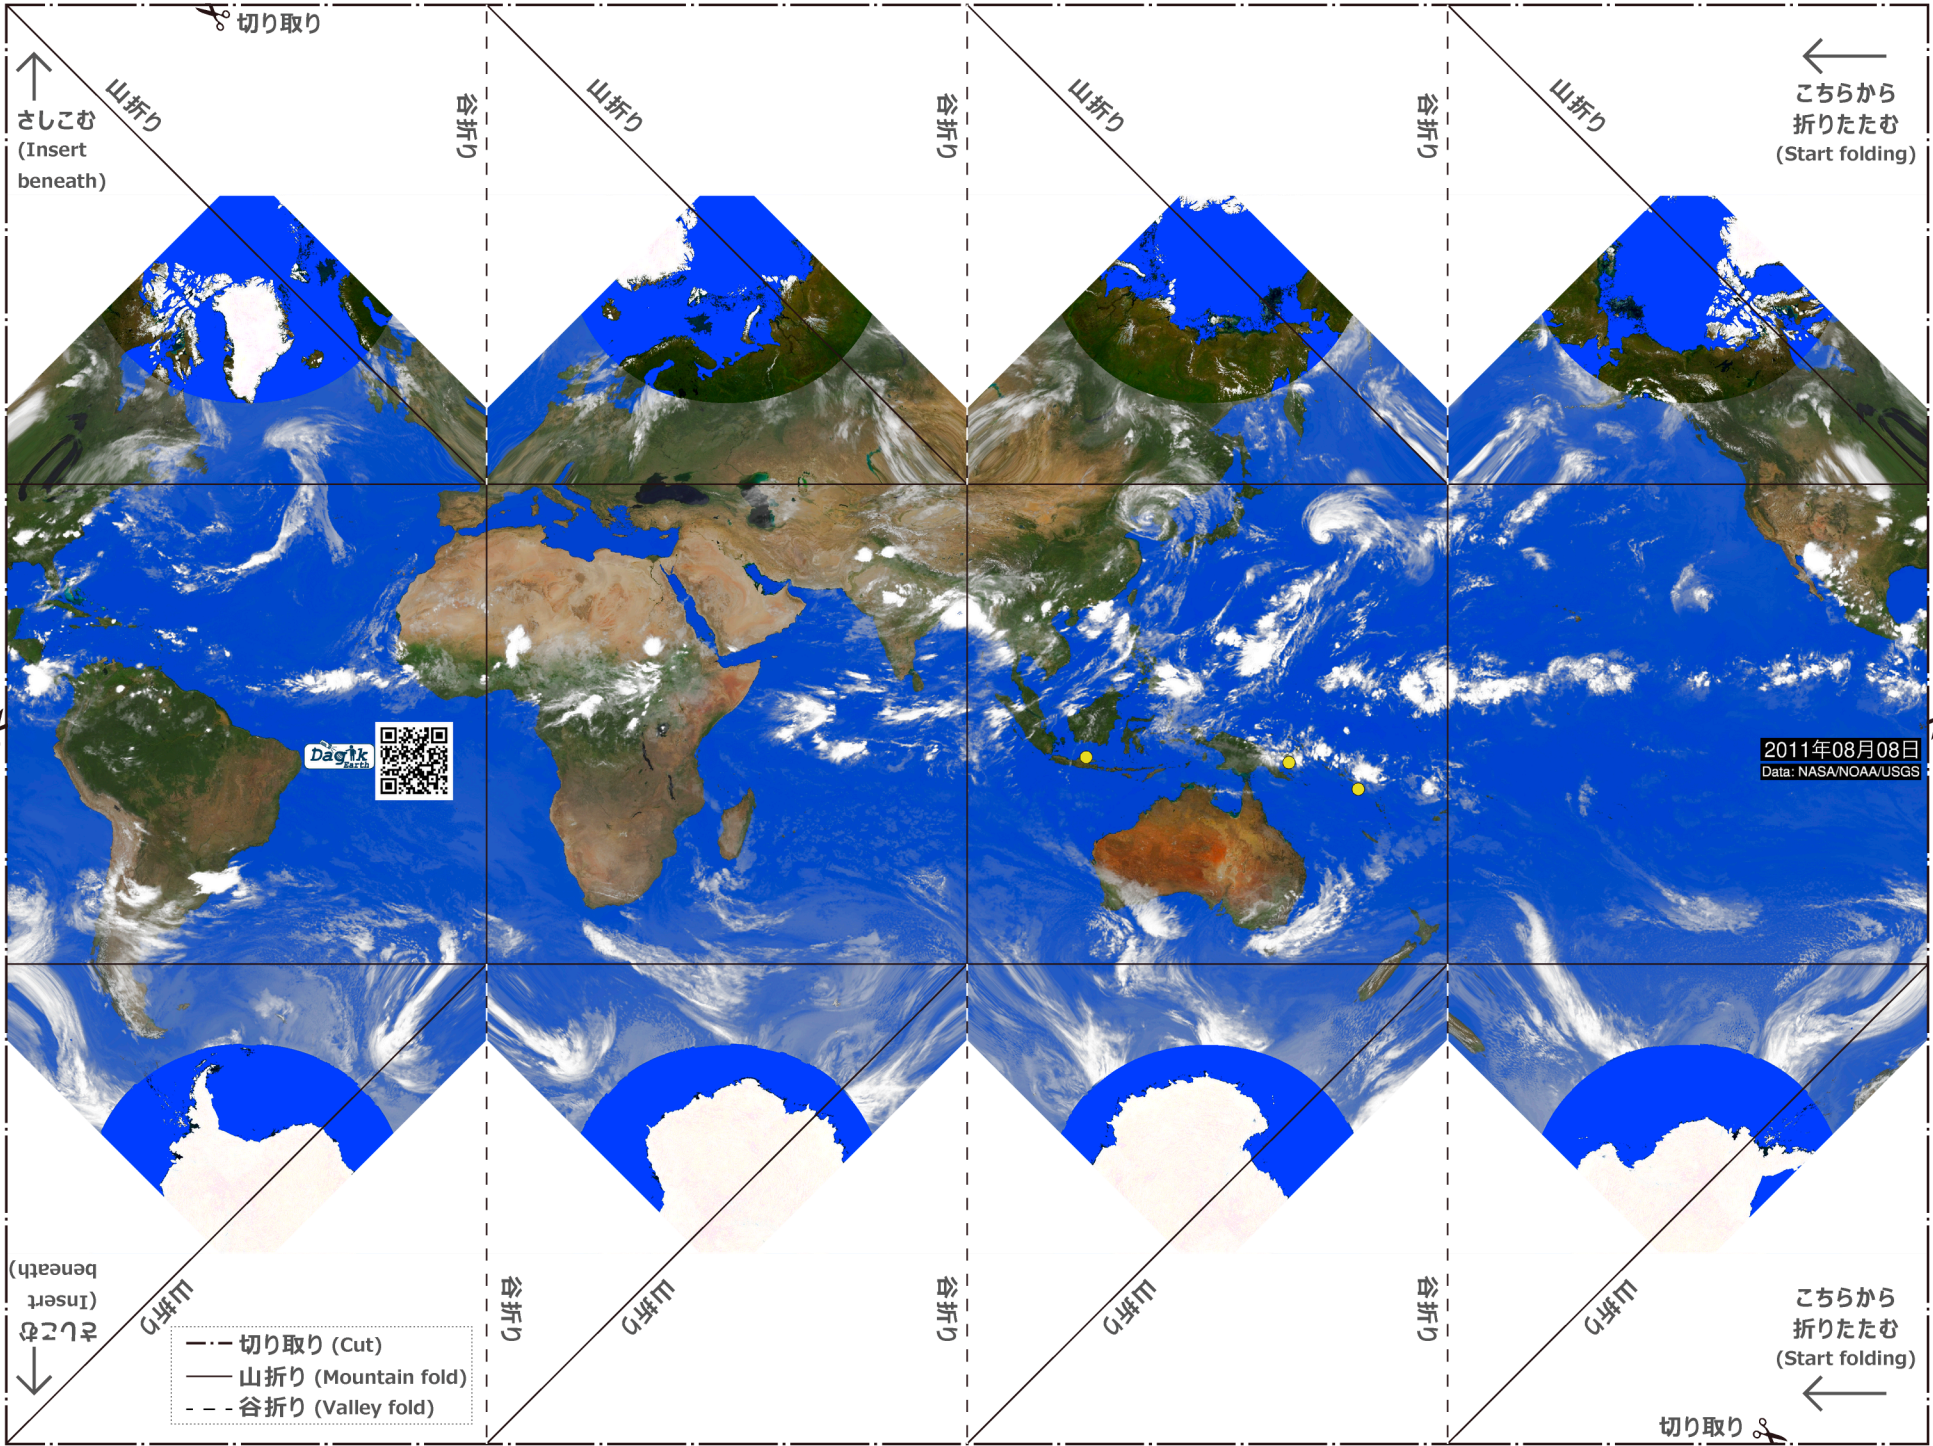 切り取り
山折り
谷折り
山折り
谷折り
山折り
谷折り
山折り
さしこむ
(Insert
beneath)
こちらから
折りたたむ
(Start folding)
Dagik
Earth
2011年08月08日
Data: NASA/NOAA/USGS
さしこむ
(Insert
beneath)
山折り
谷折り
山折り
谷折り
山折り
谷折り
山折り
こちらから
折りたたむ
(Start folding)
切り取り (Cut)
山折り (Mountain fold)
谷折り (Valley fold)
切り取り